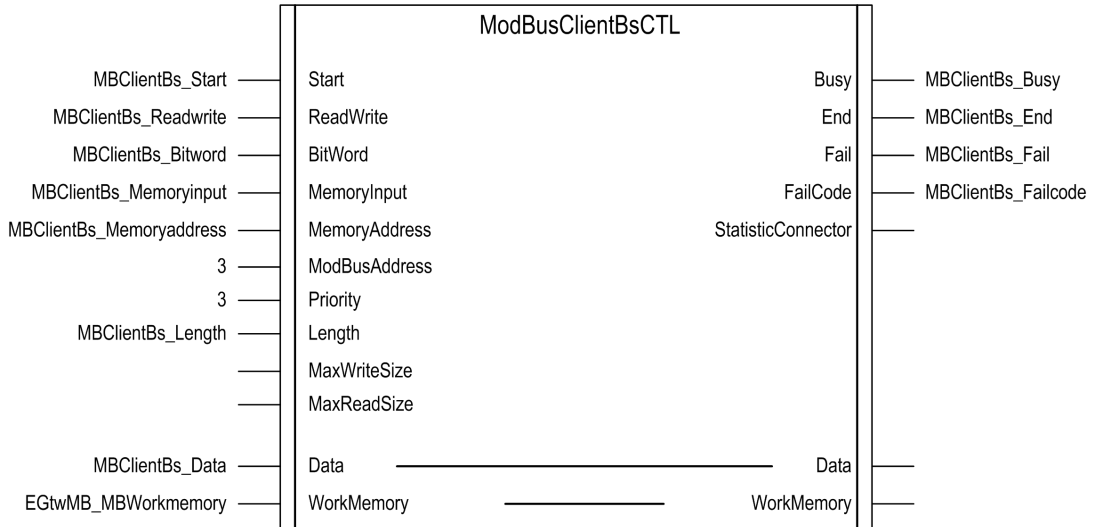 ModBusClientBsCTL
MBClientBs_Start Start Busy MBClientBs_Busy
MBClientBs_Readwrite ReadWrite End MBClientBs_End
MBClientBs_Bitword BitWord Fail MBClientBs_Fail
MBClientBs_Memoryinput MemoryInput FailCode MBClientBs_Failcode
MBClientBs_Memoryaddress MemoryAddress StatisticConnector
3 ModBusAddress
3 Priority
MBClientBs_Length Length
MaxWriteSize
MaxReadSize
MBClientBs_Data Data Data
EGtwMB_MBWorkmemory WorkMemory WorkMemory